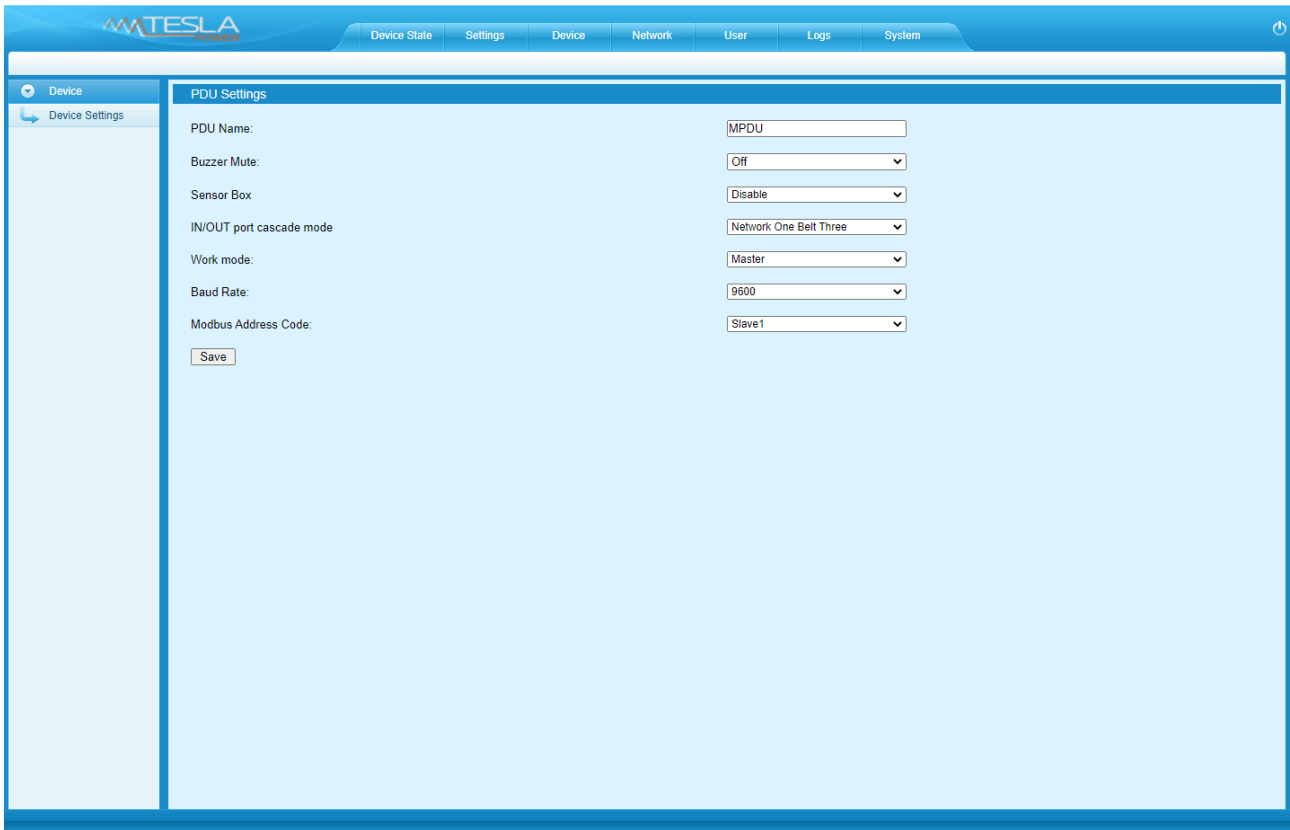 TESLA
POWER
Device State Settings Device Network User Logs System
Device
Device Settings
PDU Settings
PDU Name: MPDU
Buzzer Mute: Off
Sensor Box Disable
IN/OUT port cascade mode Network One Belt Three
Work mode: Master
Baud Rate: 9600
Modbus Address Code: Slave1
Save